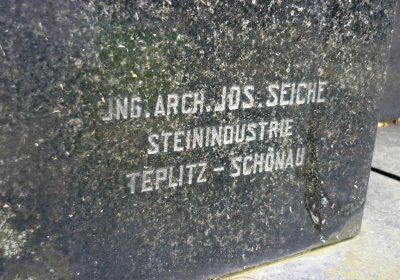 JNG. ARCH. JOS. SEICHE
STEININDUSTRIE
TEPLITZ - SCHÖNAU